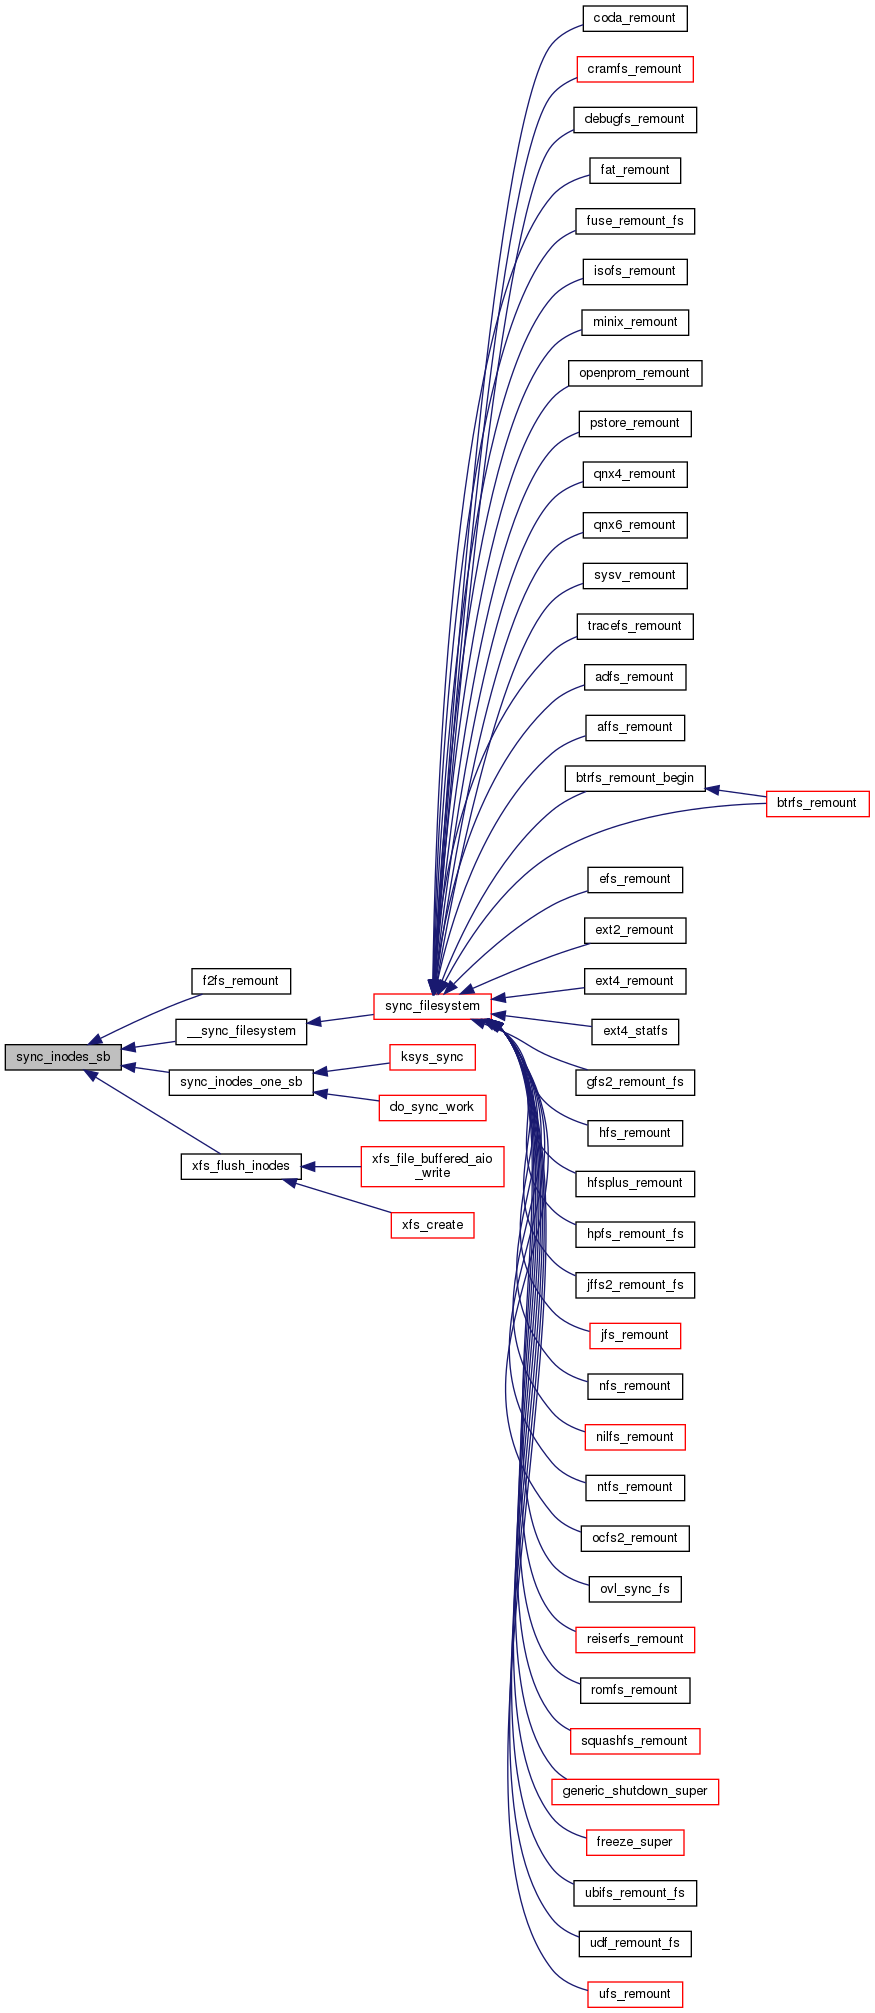 coda_remount
cramfs_remount
debugfs_remount
fat_remount
fuse_remount_fs
isofs_remount
minix_remount
openprom_remount
pstore_remount
qnx4_remount
qnx6_remount
sysv_remount
tracefs_remount
adfs_remount
affs_remount
btrfs_remount_begin
btrfs_remount
efs_remount
ext2_remount
f2fs_remount
ext4_remount
sync_filesystem
__sync_filesystem
ext4_statfs
sync_inodes_sb
ksys_sync
sync_inodes_one_sb
gfs2_remount_fs
do_sync_work
hfs_remount
xfs_flush_inodes
xfs_file_buffered_aio
_write
hfsplus_remount
xfs_create
hpfs_remount_fs
jffs2_remount_fs
jfs_remount
nfs_remount
nilfs_remount
ntfs_remount
ocfs2_remount
ovl_sync_fs
reiserfs_remount
romfs_remount
squashfs_remount
generic_shutdown_super
freeze_super
ubifs_remount_fs
udf_remount_fs
ufs_remount